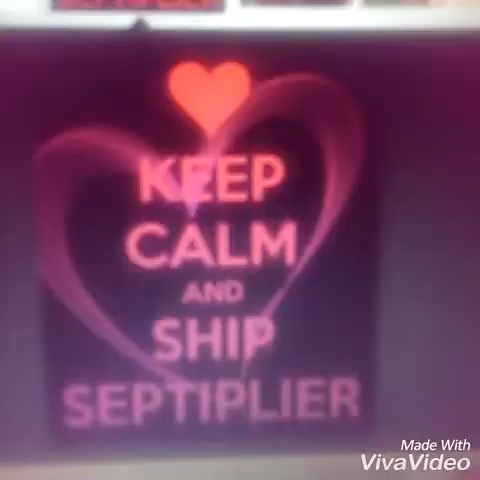 KEEP
CALM
AND
SHIP
SEPTIPLIER
Made With
VivaVideo